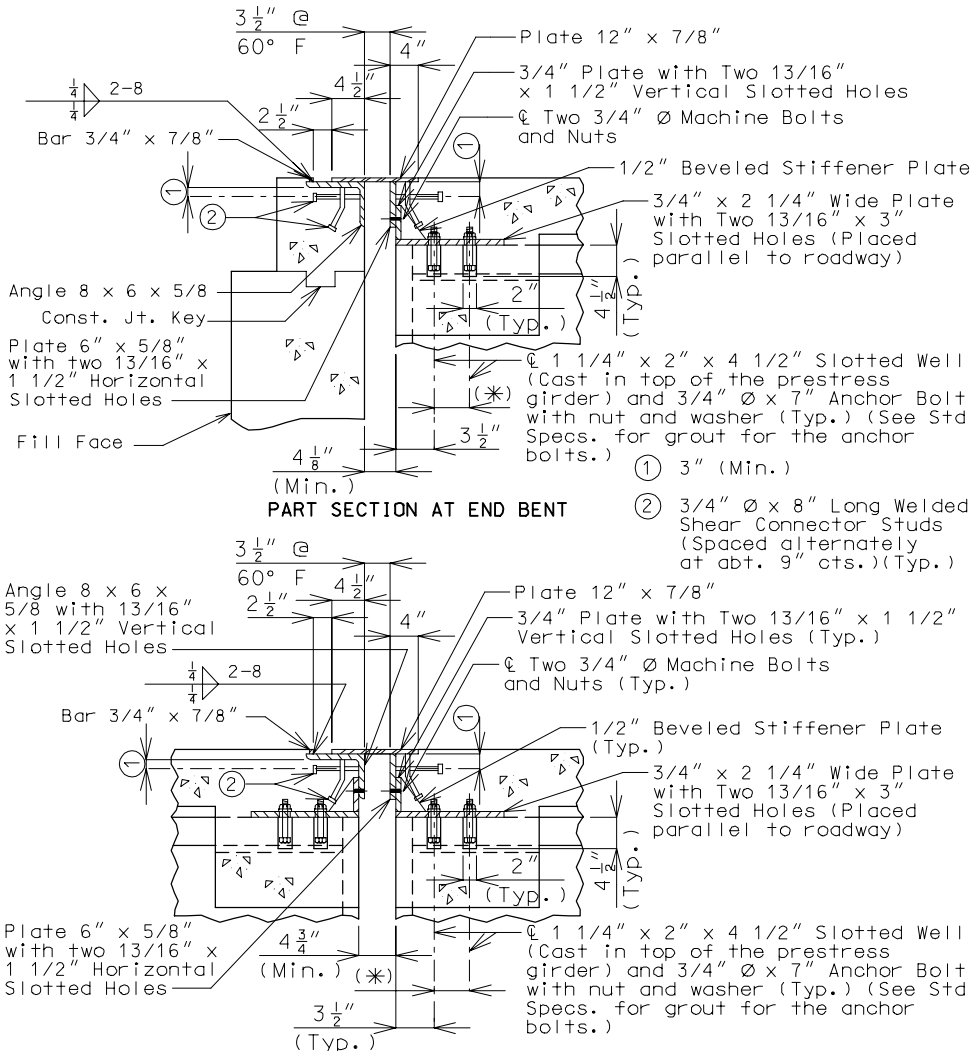 3 1/2" @
60° F
4"
Plate 12" x 7/8"
3/4" Plate with Two 13/16"
x 1 1/2" Vertical Slotted Holes
℄ Two 3/4" Ø Machine Bolts
and Nuts
1/4
1/4
2-8
4 1/2"
2 1/2"
Bar 3/4" x 7/8"
1
1/2" Beveled Stiffener Plate
1
2
3/4" x 2 1/4" Wide Plate
with Two 13/16" x 3"
Slotted Holes (Placed
parallel to roadway)
Angle 8 x 6 x 5/8
Const. Jt. Key
Plate 6" x 5/8"
with two 13/16" x
1 1/2" Horizontal
Slotted Holes
Fill Face
2"
(Typ.)
4 1/2"
(Typ.)
(*)
3 1/2"
4 1/8"
(Min.)
℄ 1 1/4" x 2" x 4 1/2" Slotted Well
(Cast in top of the prestress
girder) and 3/4" Ø x 7" Anchor Bolt
with nut and washer (Typ.) (See Std
Specs. for grout for the anchor
bolts.)
PART SECTION AT END BENT
1 3" (Min.)
2 3/4" Ø x 8" Long Welded
Shear Connector Studs
(Spaced alternately
at abt. 9" cts.)(Typ.)
3 1/2" @
60° F
4 1/2"
2 1/2"
4"
Angle 8 x 6 x
5/8 with 13/16"
x 1 1/2" Vertical
Slotted Holes
1/4
1/4
2-8
Bar 3/4" x 7/8"
Plate 12" x 7/8"
3/4" Plate with Two 13/16" x 1 1/2"
Vertical Slotted Holes (Typ.)
℄ Two 3/4" Ø Machine Bolts
and Nuts (Typ.)
1
1/2" Beveled Stiffener Plate
(Typ.)
1
2
3/4" x 2 1/4" Wide Plate
with Two 13/16" x 3"
Slotted Holes (Placed
parallel to roadway)
2"
(Typ.)
4 1/2"
(Typ.)
Plate 6" x 5/8"
with two 13/16" x
1 1/2" Horizontal
Slotted Holes
4 3/4"
(Min.)
(*)
3 1/2"
(Typ.)
℄ 1 1/4" x 2" x 4 1/2" Slotted Well
(Cast in top of the prestress
girder) and 3/4" Ø x 7" Anchor Bolt
with nut and washer (Typ.) (See Std
Specs. for grout for the anchor
bolts.)